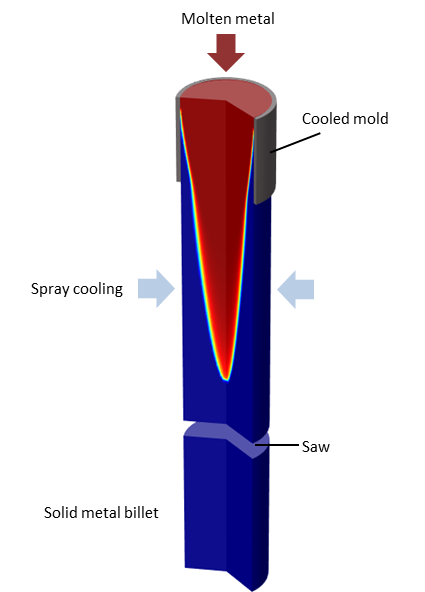 Molten metal
Cooled mold
Spray cooling
Saw
Solid metal billet